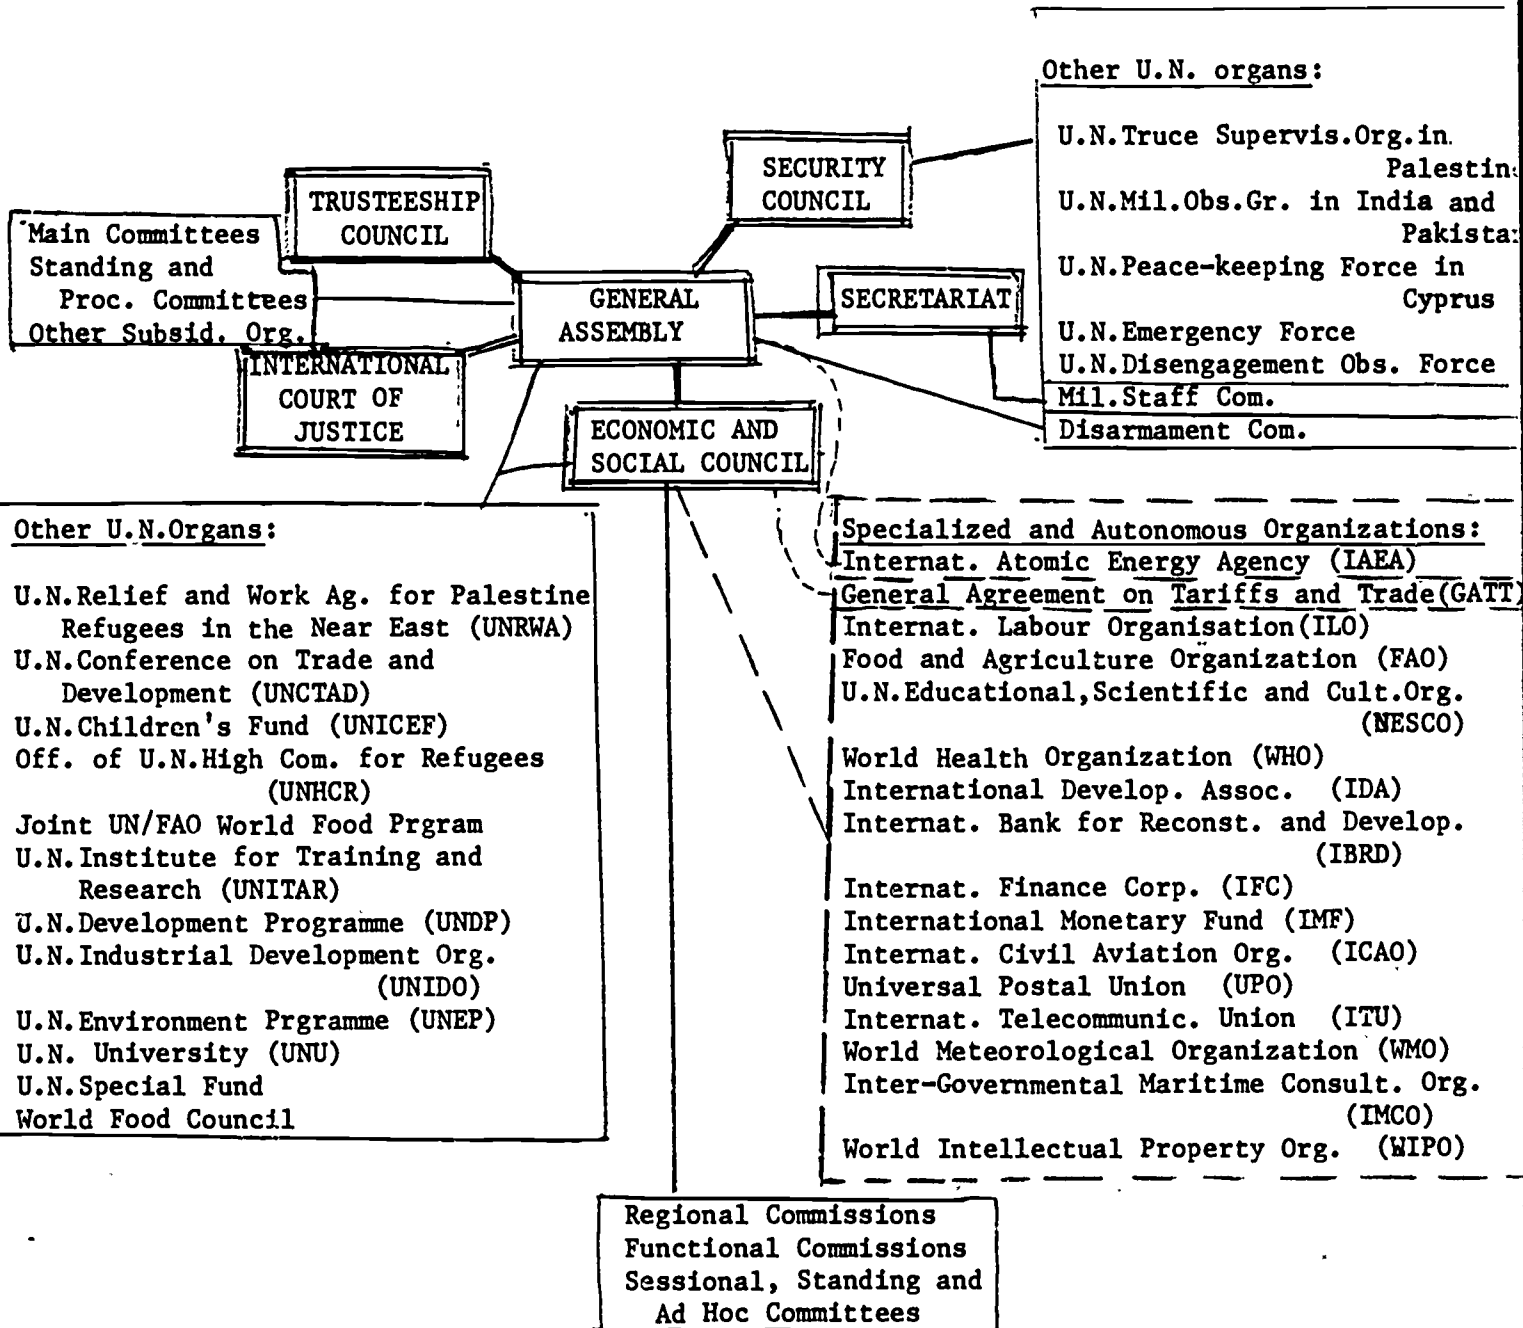 Other U.N. organs:
U.N.Truce Supervis.Org.in.
Palestin
U.N.Mil.Obs.Gr. in India and
Pakista
U.N.Peace-keeping Force in
Cyprus
U.N.Emergency Force
U.N.Disengagement Obs. Force
Mil.Staff Com.
Disarmament Com.
SECURITY
COUNCIL
TRUSTEESHIP
COUNCIL
Main Committees
Standing and
Proc. Committees
Other Subsid. Org.
GENERAL
ASSEMBLY
SECRETARIAT
INTERNATIONAL
COURT OF
JUSTICE
ECONOMIC AND
SOCIAL COUNCIL
Other U.N.Organs:
U.N.Relief and Work Ag. for Palestine
Refugees in the Near East (UNRWA)
U.N.Conference on Trade and
Development (UNCTAD)
U.N.Children's Fund (UNICEF)
Off. of U.N.High Com. for Refugees
(UNHCR)
Joint UN/FAO World Food Prgram
U.N.Institute for Training and
Research (UNITAR)
U.N.Development Programme (UNDP)
U.N.Industrial Development Org.
(UNIDO)
U.N.Environment Prgramme (UNEP)
U.N. University (UNU)
U.N.Special Fund
World Food Council
Specialized and Autonomous Organizations:
Internat. Atomic Energy Agency (IAEA)
General Agreement on Tariffs and Trade(GATT)
Internat. Labour Organisation(ILO)
Food and Agriculture Organization (FAO)
U.N.Educational,Scientific and Cult.Org.
(NESCO)
World Health Organization (WHO)
International Develop. Assoc. (IDA)
Internat. Bank for Reconst. and Develop.
(IBRD)
Internat. Finance Corp. (IFC)
International Monetary Fund (IMF)
Internat. Civil Aviation Org. (ICAO)
Universal Postal Union (UPO)
Internat. Telecommunic. Union (ITU)
World Meteorological Organization (WMO)
Inter-Governmental Maritime Consult. Org.
(IMCO)
World Intellectual Property Org. (WIPO)
Regional Commissions
Functional Commissions
Sessional, Standing and
Ad Hoc Committees